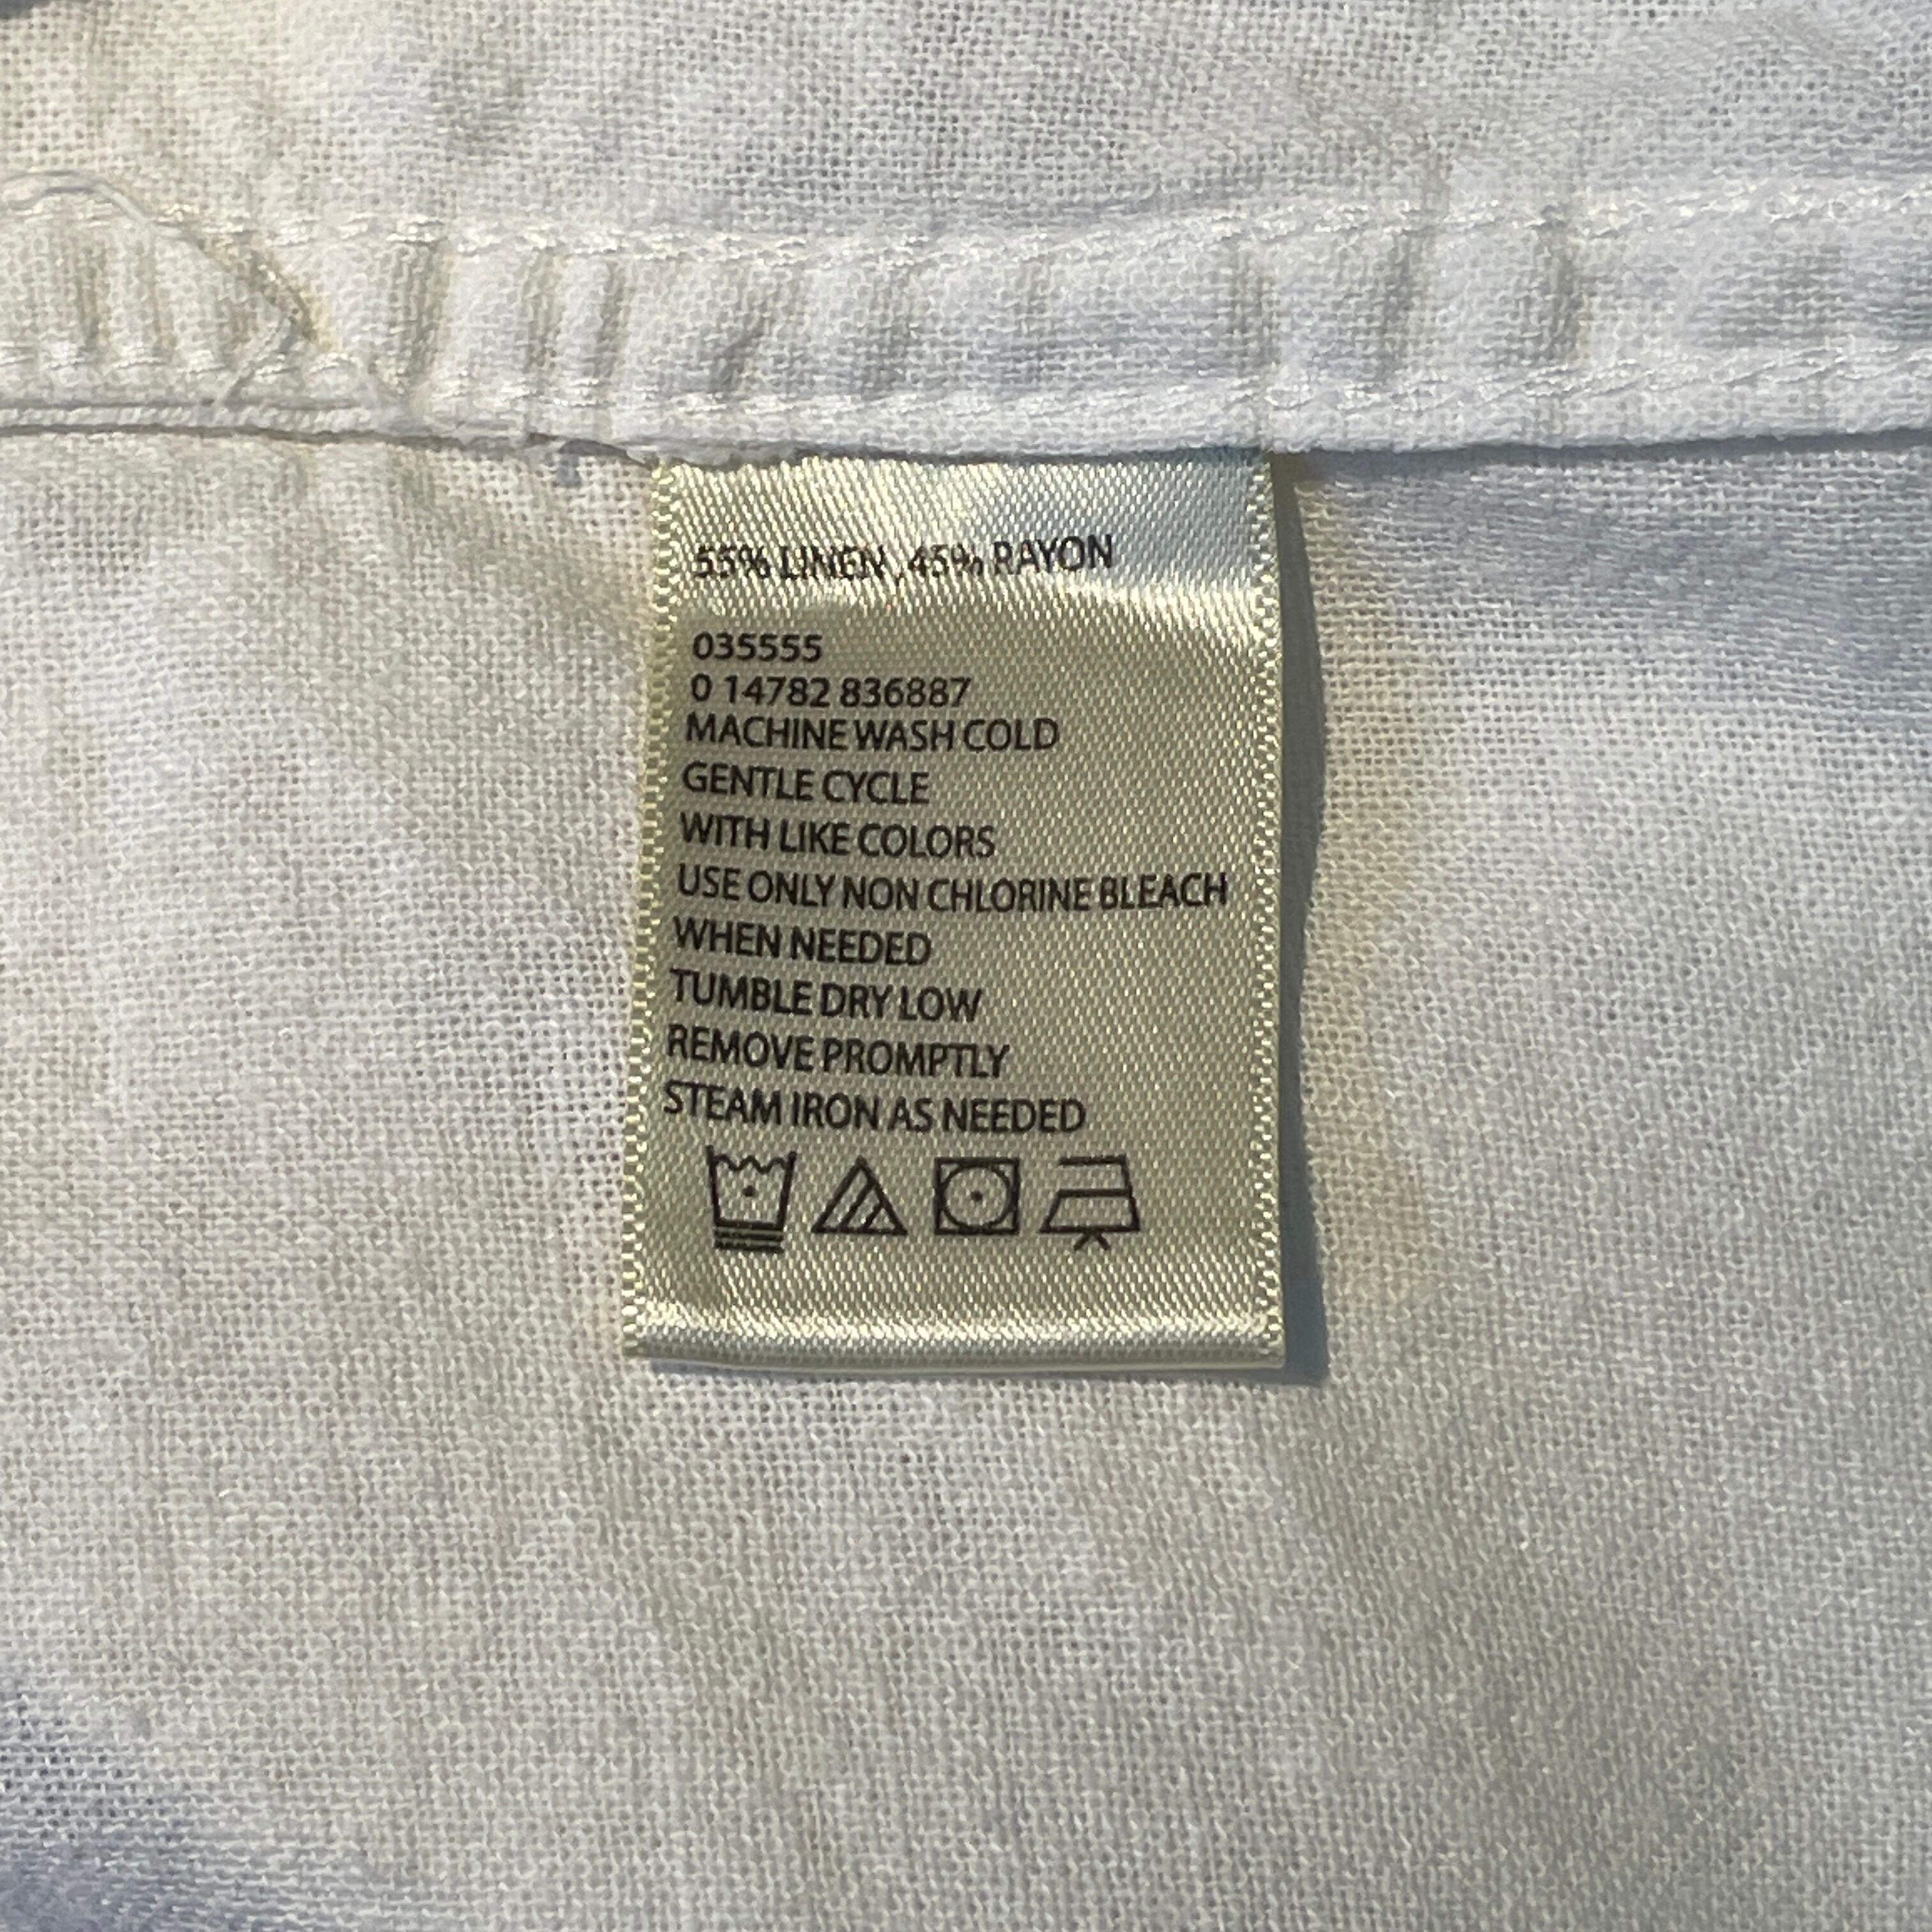 55% LINEN ,45% RAYON
035555
0 14782 836887
MACHINE WASH COLD
GENTLE CYCLE
WITH LIKE COLORS
USE ONLY NON CHLORINE BLEACH
WHEN NEEDED
TUMBLE DRY LOW
REMOVE PROMPTLY
STEAM IRON AS NEEDED